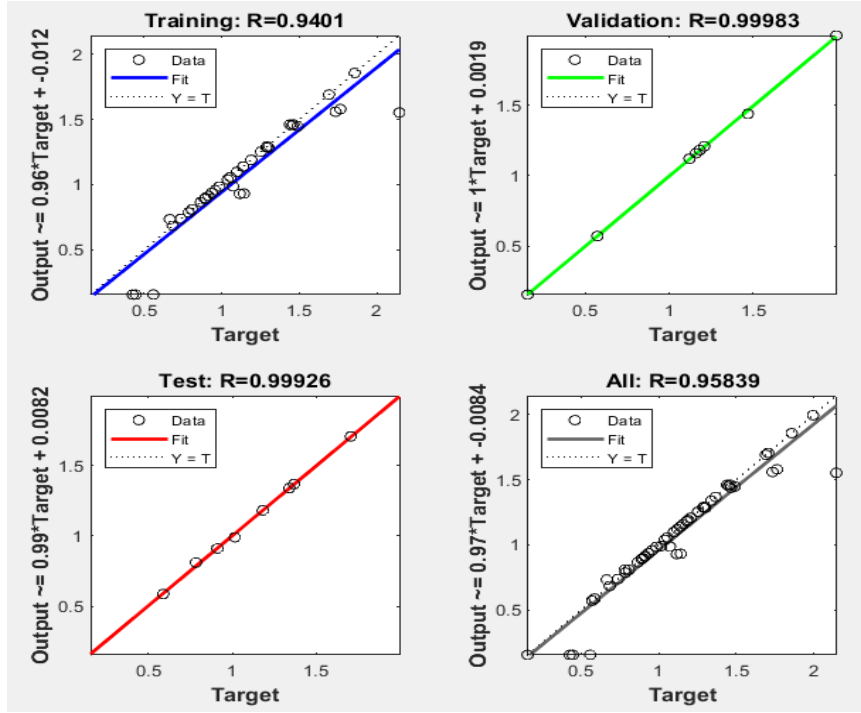 Training: R=0.9401
Output ~= 0.96*Target + -0.012
2
1.5
1
0.5
Data
Fit
Y = T
0.5
1
1.5
2
Target
Validation: R=0.99983
Output ~= 1*Target + 0.0019
1.5
1
0.5
Data
Fit
Y = T
0.5
1
1.5
Target
Test: R=0.99926
Output ~= 0.99*Target + 0.0082
1.5
1
0.5
Data
Fit
Y = T
0.5
1
1.5
Target
All: R=0.95839
Output ~= 0.97*Target + -0.0084
2
1.5
1
0.5
Data
Fit
Y = T
0.5
1
1.5
2
Target